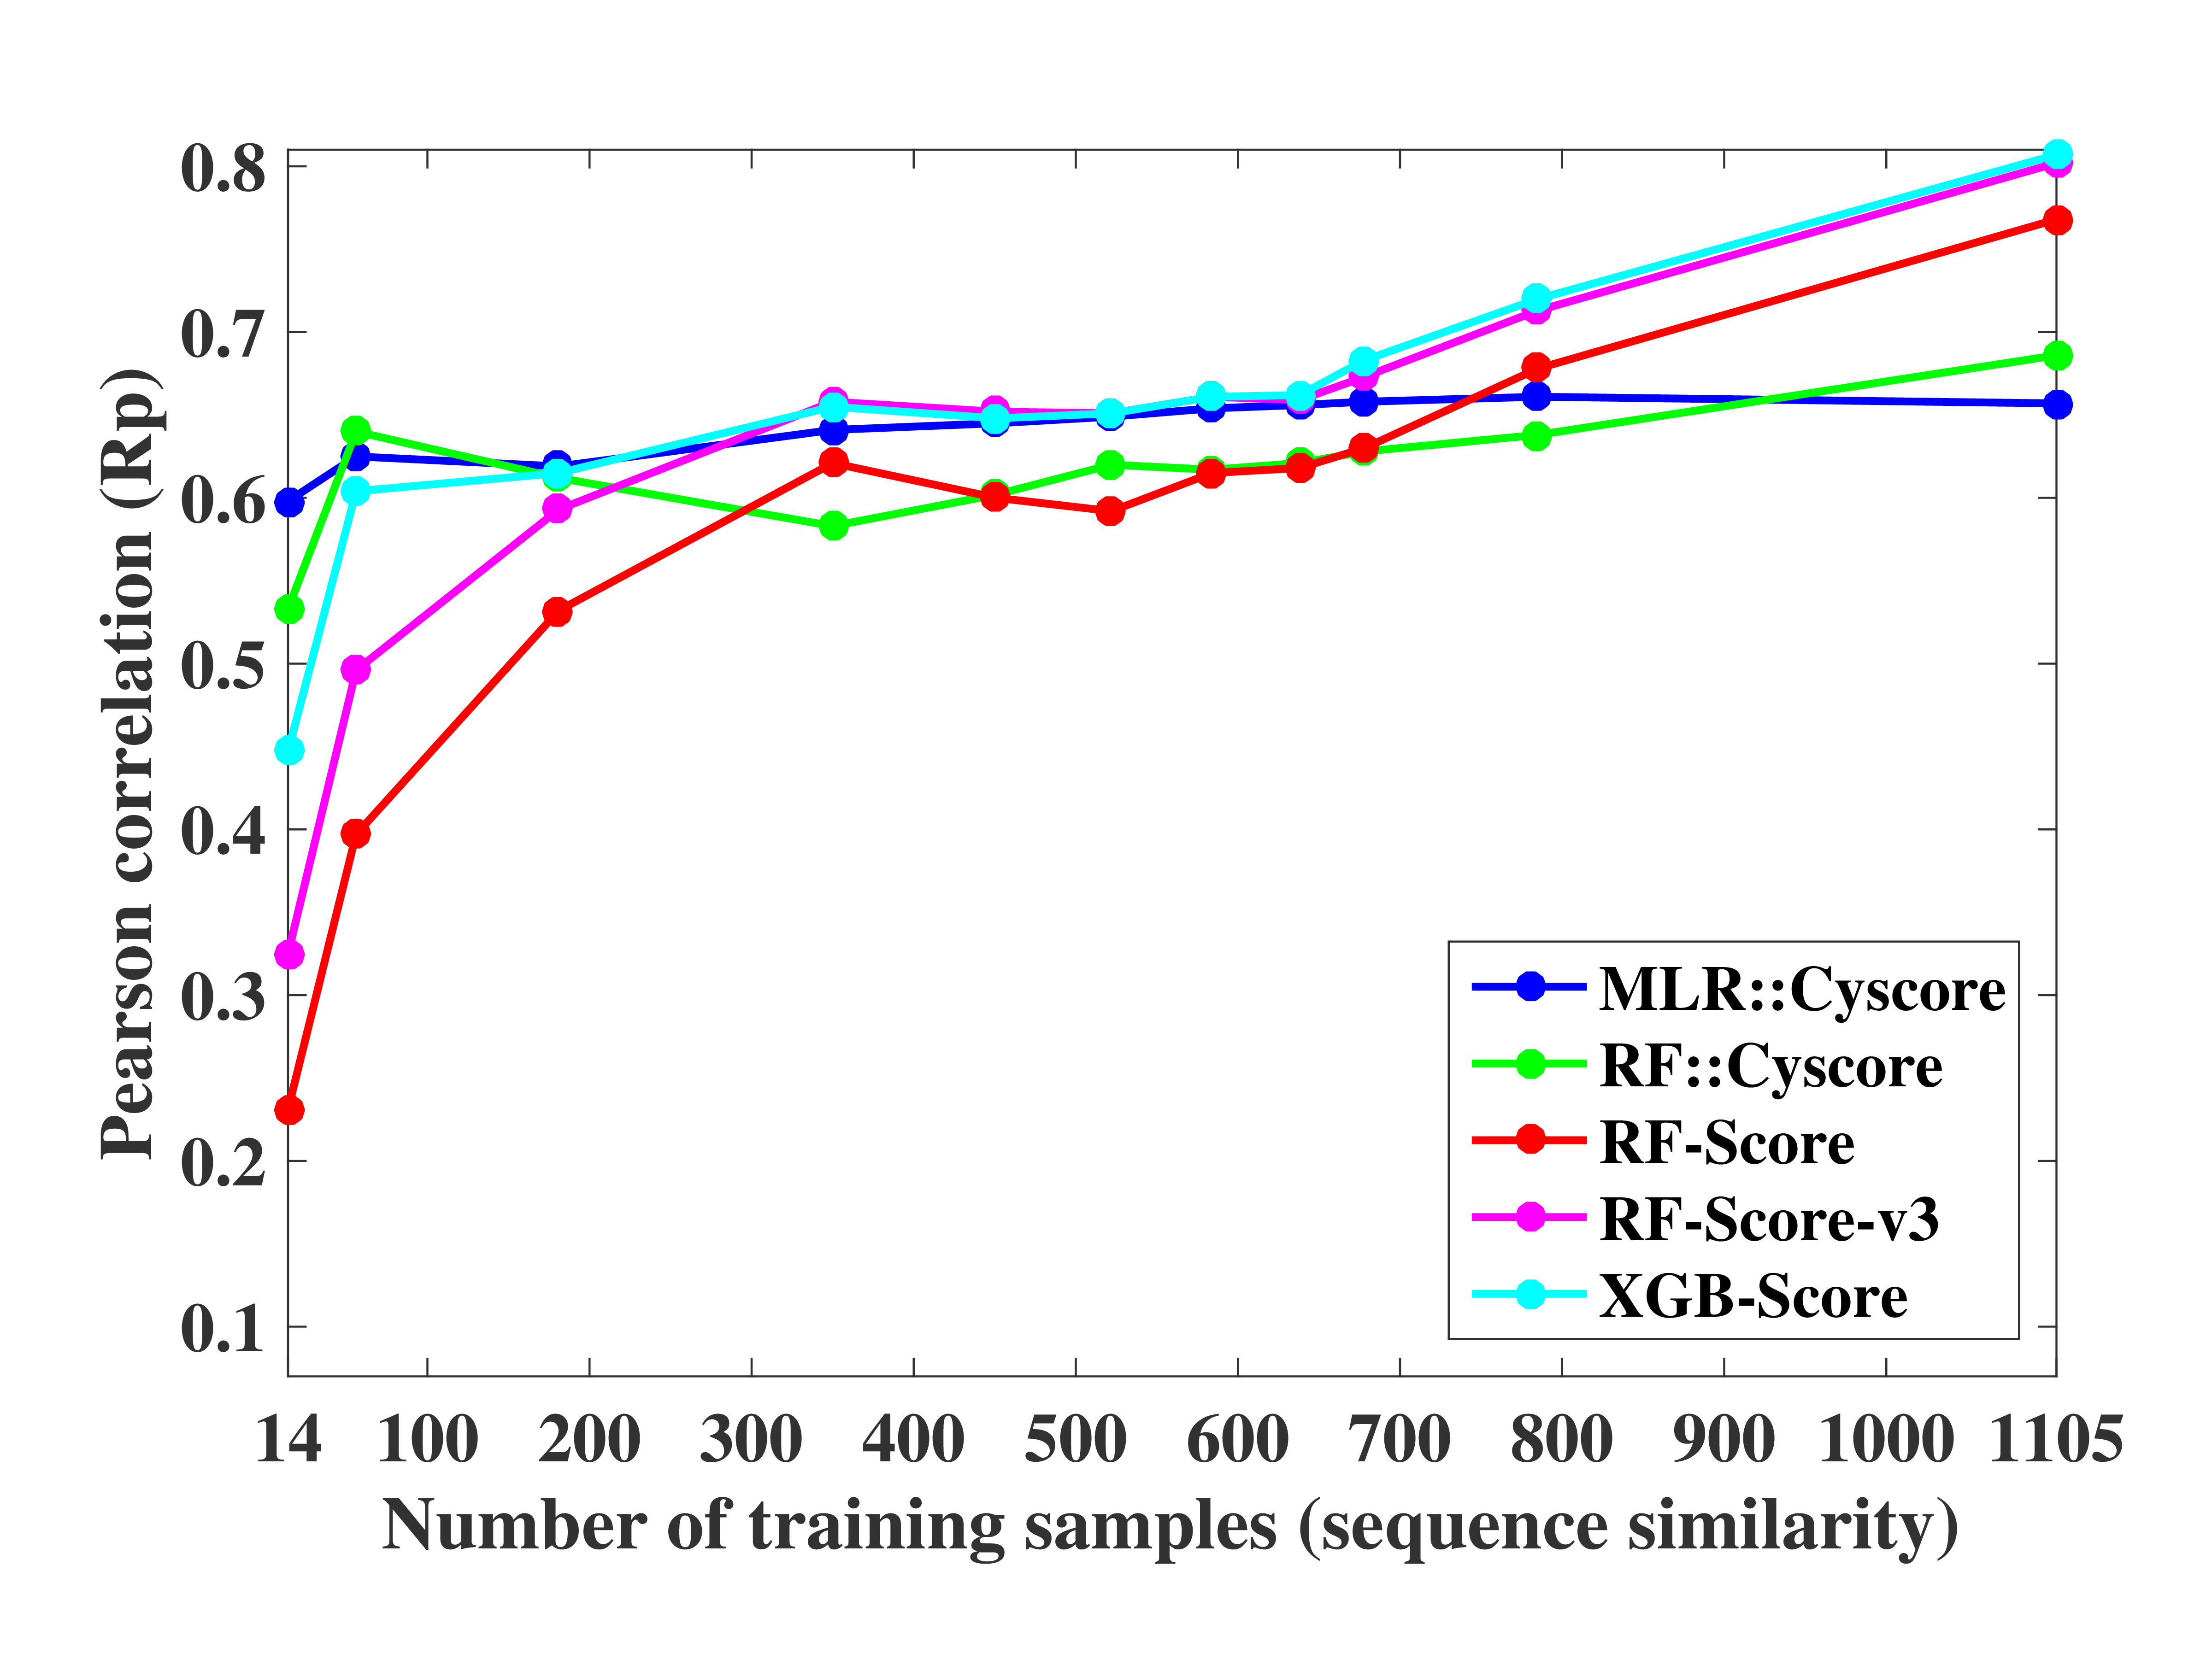 0.8
0.7
0.6
0.5
0.4
0.3
0.2
0.1
Pearson correlation (Rp)
MLR::Cyscore
RF::Cyscore
RF-Score
RF-Score-v3
XGB-Score
14 100 200 300 400 500 600 700 800 900 1000 1105
Number of training samples (sequence similarity)